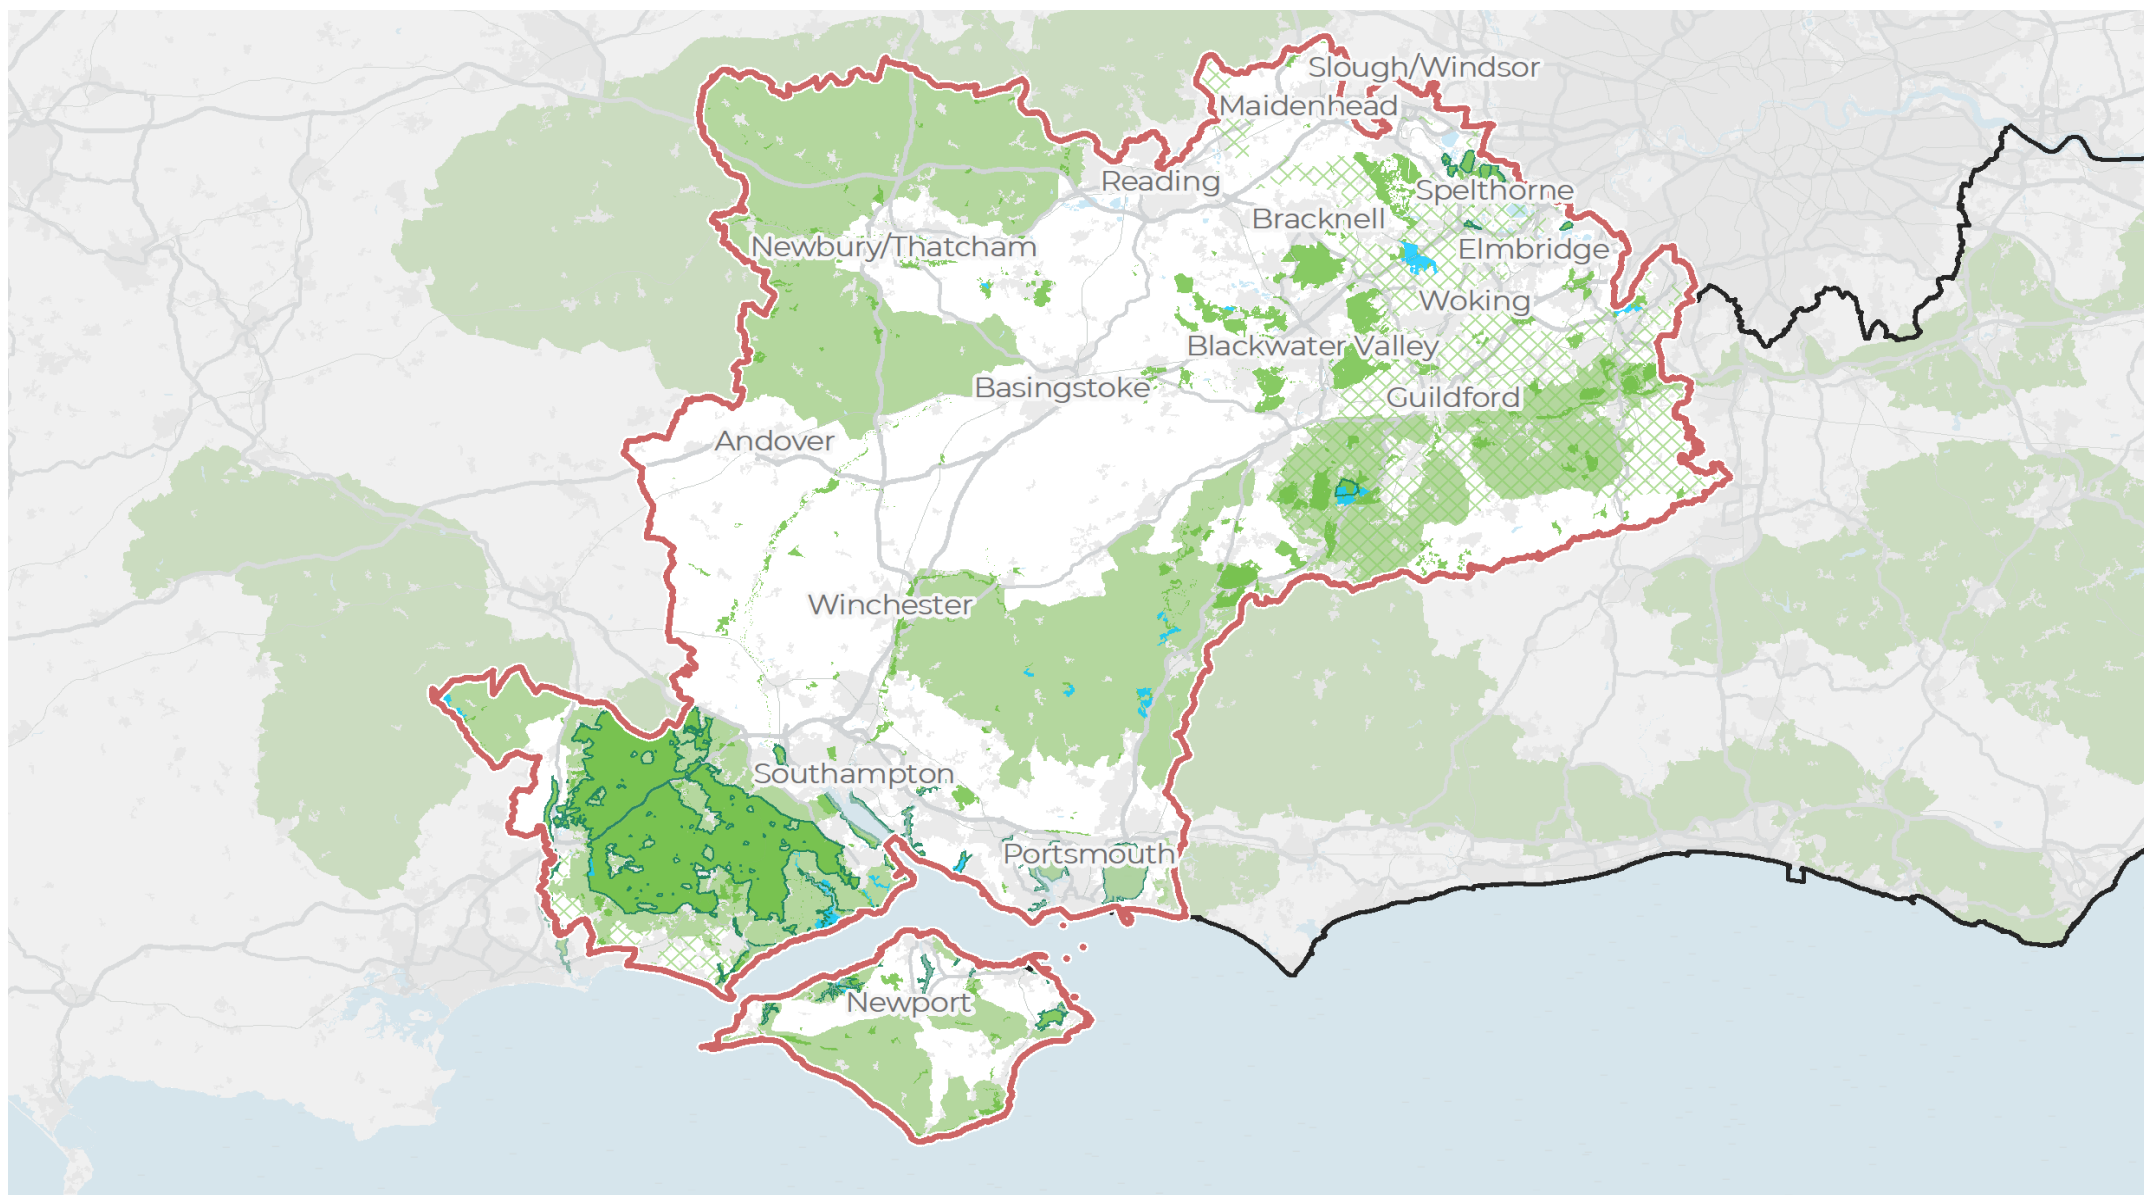 Slough/Windsor
Maidenhead
Reading
Spelthorne
Bracknell
Newbury/Thatcham
Elmbridge
Woking
Blackwater Valley
Basingstoke
Guildford
Andover
Winchester
Southampton
Portsmouth
Newport